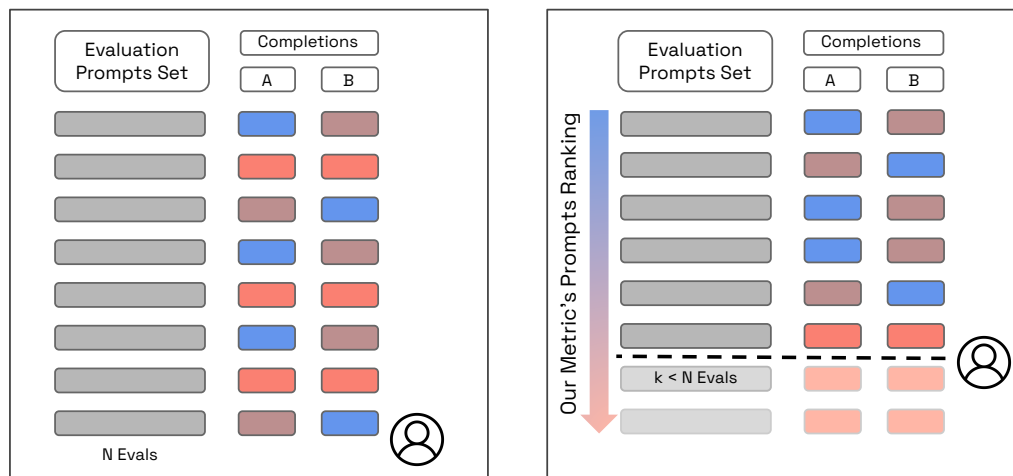 Evaluation
Prompts Set
Completions
A
B
N Evals
Our Metric's Prompts Ranking
Evaluation
Prompts Set
Completions
A
B
k < N Evals